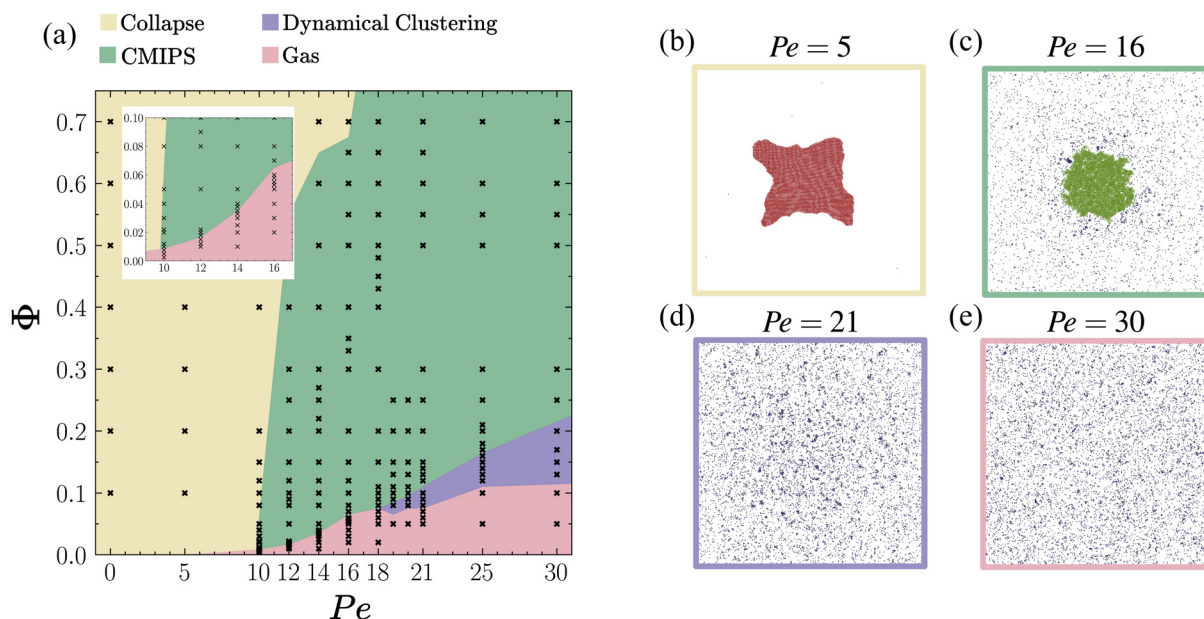 (a)
Collapse
Dynamical Clustering
CMIPS
Gas
0.7
0.6
0.5
0.4
0.3
0.2
0.1
0.0
Φ
0 5 10 12 14 16 18 21 25 30
Pe
0.10
0.08
0.06
0.04
0.02
0.00
10 12 14 16
(b)
Pe = 5
(c)
Pe = 16
(d)
Pe = 21
(e)
Pe = 30